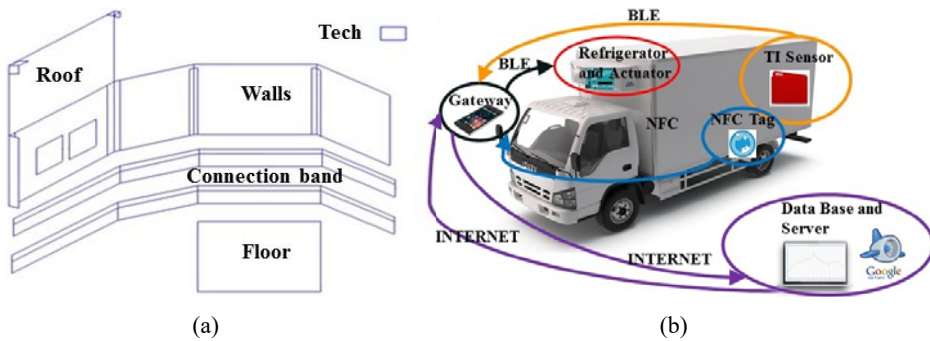 Tech
Roof
Walls
Connection band
Floor
(a)
BLE
Refrigerator
and Actuator
BLE
TI Sensor
Gateway
NFC
NFC Tag
Data Base and
Server
INTERNET
INTERNET
Google
(b)